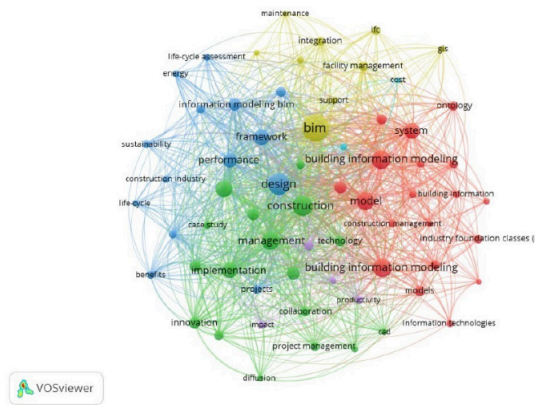 maintenance
integration
ifc
gis
life-cycle assessment
energy
facility management
cost
information modeling bim
support
ontology
bim
system
framework
sustainability
performance
building information modeling
construction industry
design
building information
life-cycle
construction
model
case study
construction management
management
technology
industry foundation classes (
benefits
implementation
building information modeling
projects
models
productivity
innovation
impact
collaboration
information technologies
cad
project management
diffusion
VOSviewer